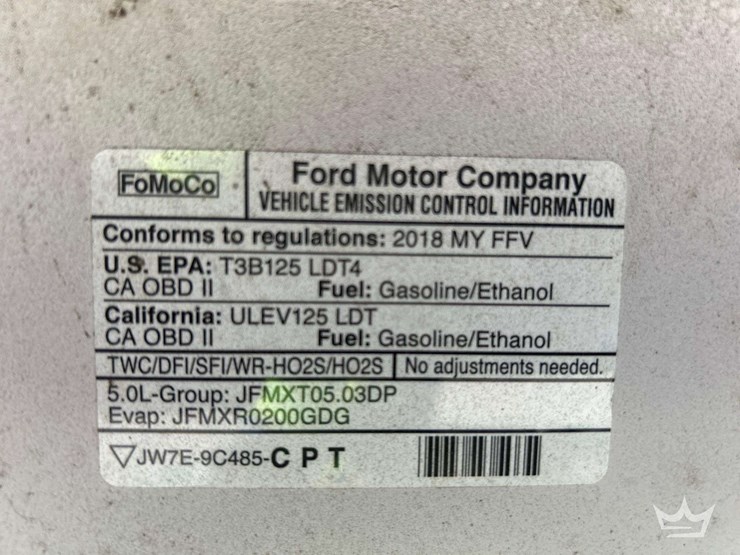 FoMoCo
Ford Motor Company
VEHICLE EMISSION CONTROL INFORMATION
Conforms to regulations: 2018 MY FFV
U.S. EPA: T3B125 LDT4
CA OBD II Fuel: Gasoline/Ethanol
California: ULEV125 LDT
CA OBD II Fuel: Gasoline/Ethanol
TWC/DFI/SFI/WR-HO2S/HO2S No adjustments needed.
5.0L-Group: JFMXT05.03DP
Evap: JFMXR0200GDG
JW7E-9C485-C P T